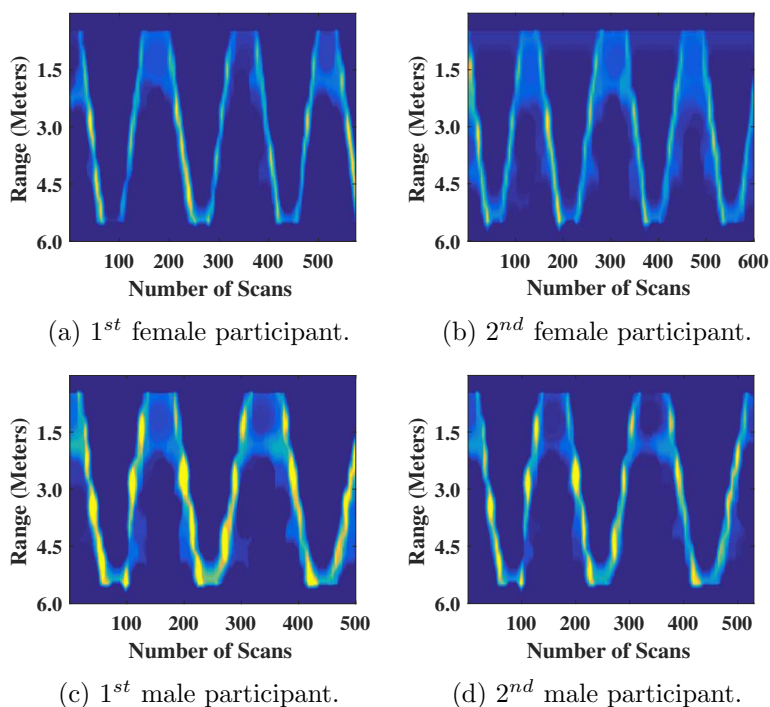 1.5
3.0
4.5
6.0
Range (Meters)
100 200 300 400 500
Number of Scans
(a) 1st female participant.
1.5
3.0
4.5
6.0
Range (Meters)
100 200 300 400 500 600
Number of Scans
(b) 2nd female participant.
1.5
3.0
4.5
6.0
Range (Meters)
100 200 300 400 500
Number of Scans
(c) 1st male participant.
1.5
3.0
4.5
6.0
Range (Meters)
100 200 300 400 500
Number of Scans
(d) 2nd male participant.